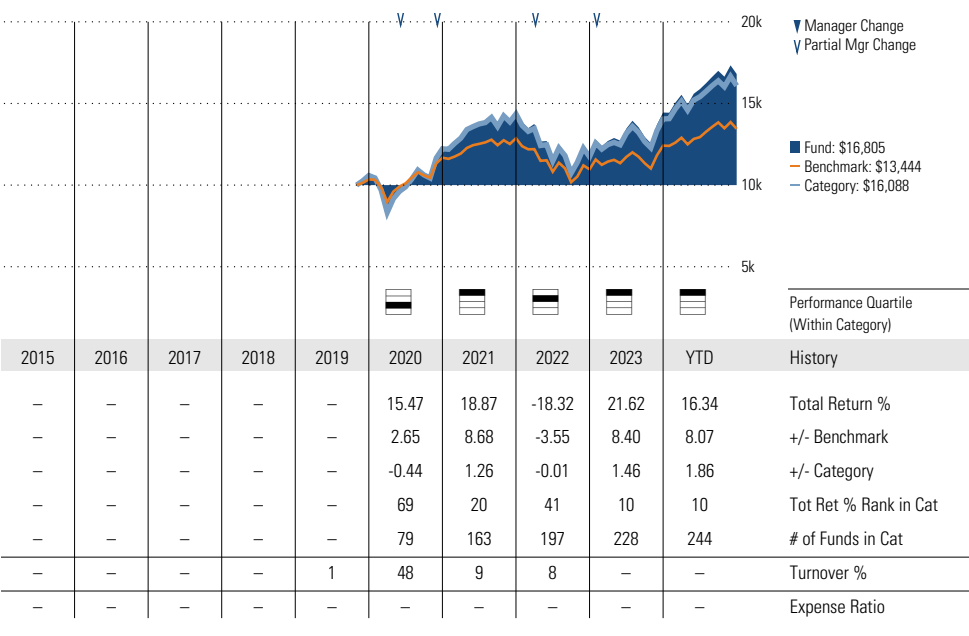 20k
15k
10k
5k
Manager Change
Partial Mgr Change
Fund: $16,805
Benchmark: $13,444
Category: $16,088
Performance Quartile
(Within Category)
2015 2016 2017 2018 2019 2020 2021 2022 2023 YTD History
– – – – – 15.47 18.87 -18.32 21.62 16.34 Total Return %
– – – – – 2.65 8.68 -3.55 8.40 8.07 +/- Benchmark
– – – – – -0.44 1.26 -0.01 1.46 1.86 +/- Category
– – – – – 69 20 41 10 10 Tot Ret % Rank in Cat
– – – – – 79 163 197 228 244 # of Funds in Cat
– – – – 1 48 9 8 – – Turnover %
– – – – – – – – – – Expense Ratio